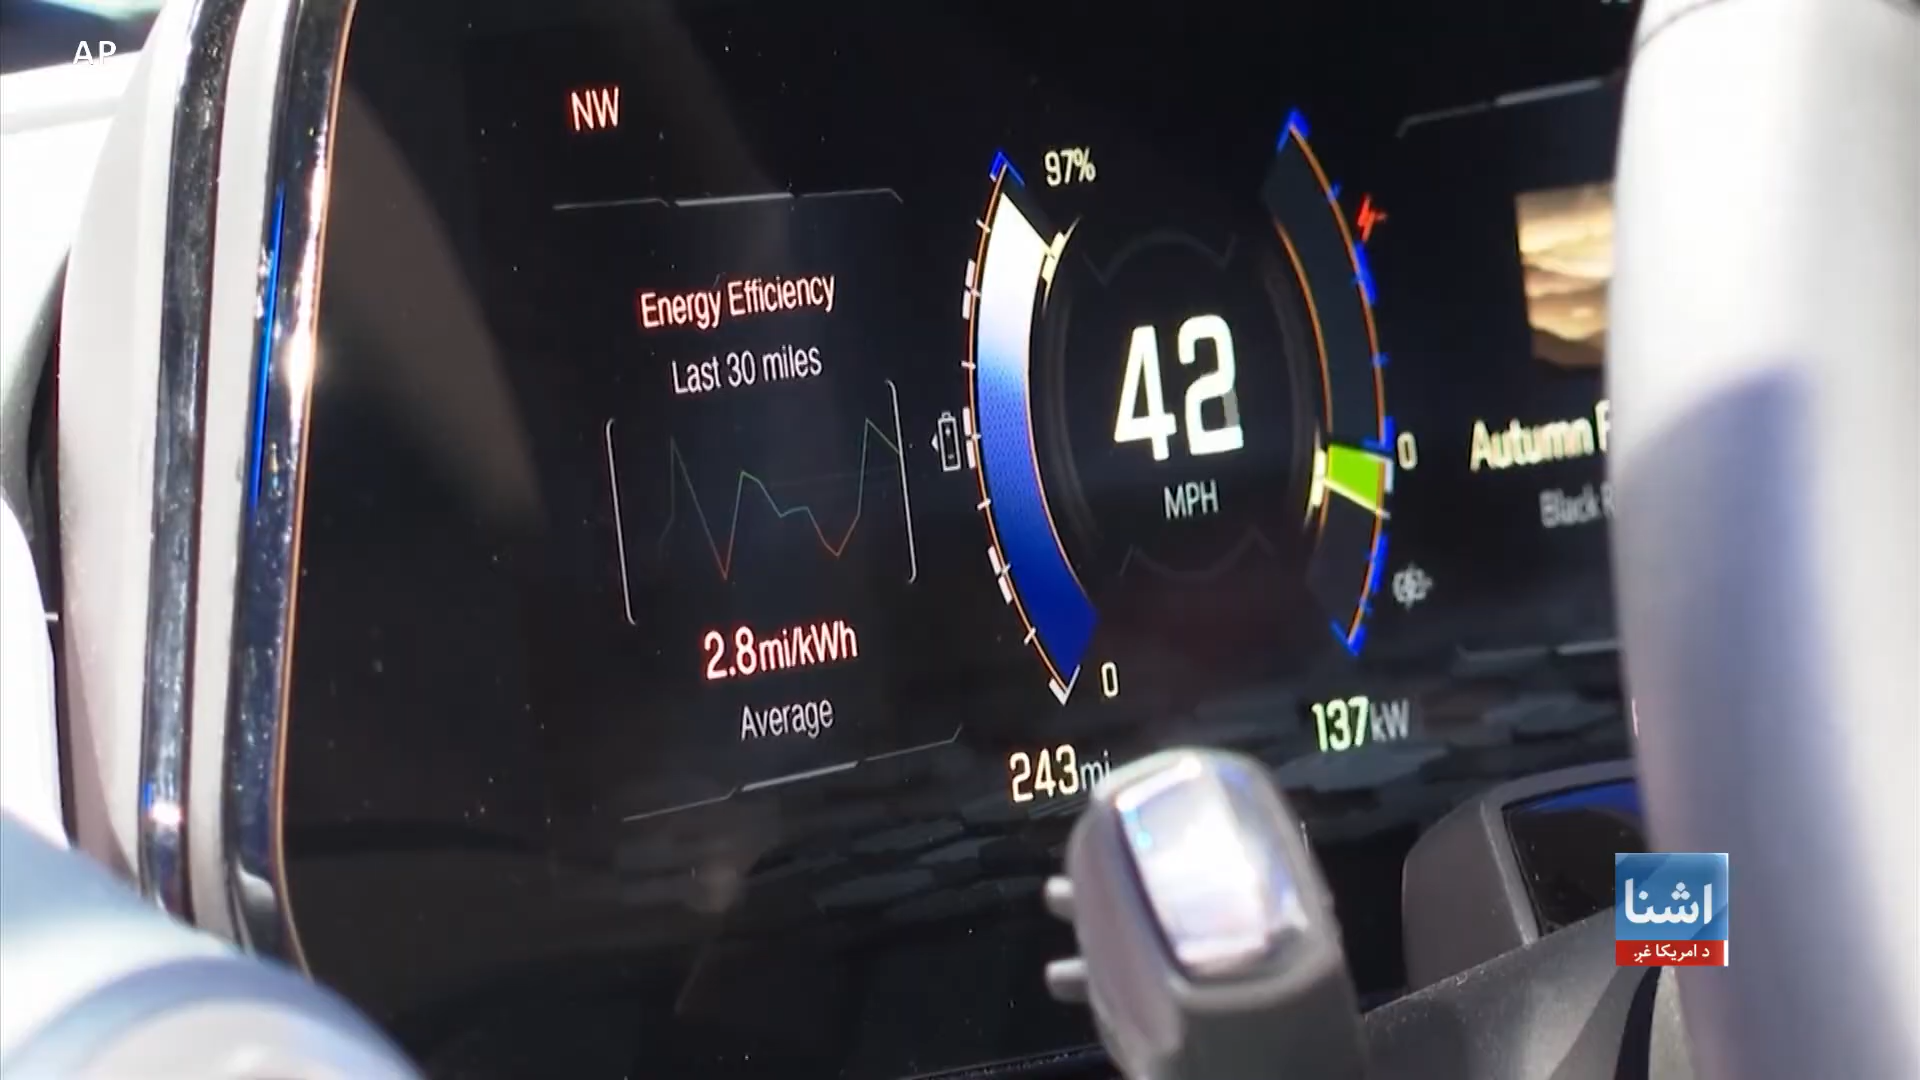 AP
NW
97%
Energy Efficiency
Last 30 miles
42
MPH
0
Autumn
Black
2.8mi/kWh
Average
0
137kW
243mi
اشنا
د امریکا غږ